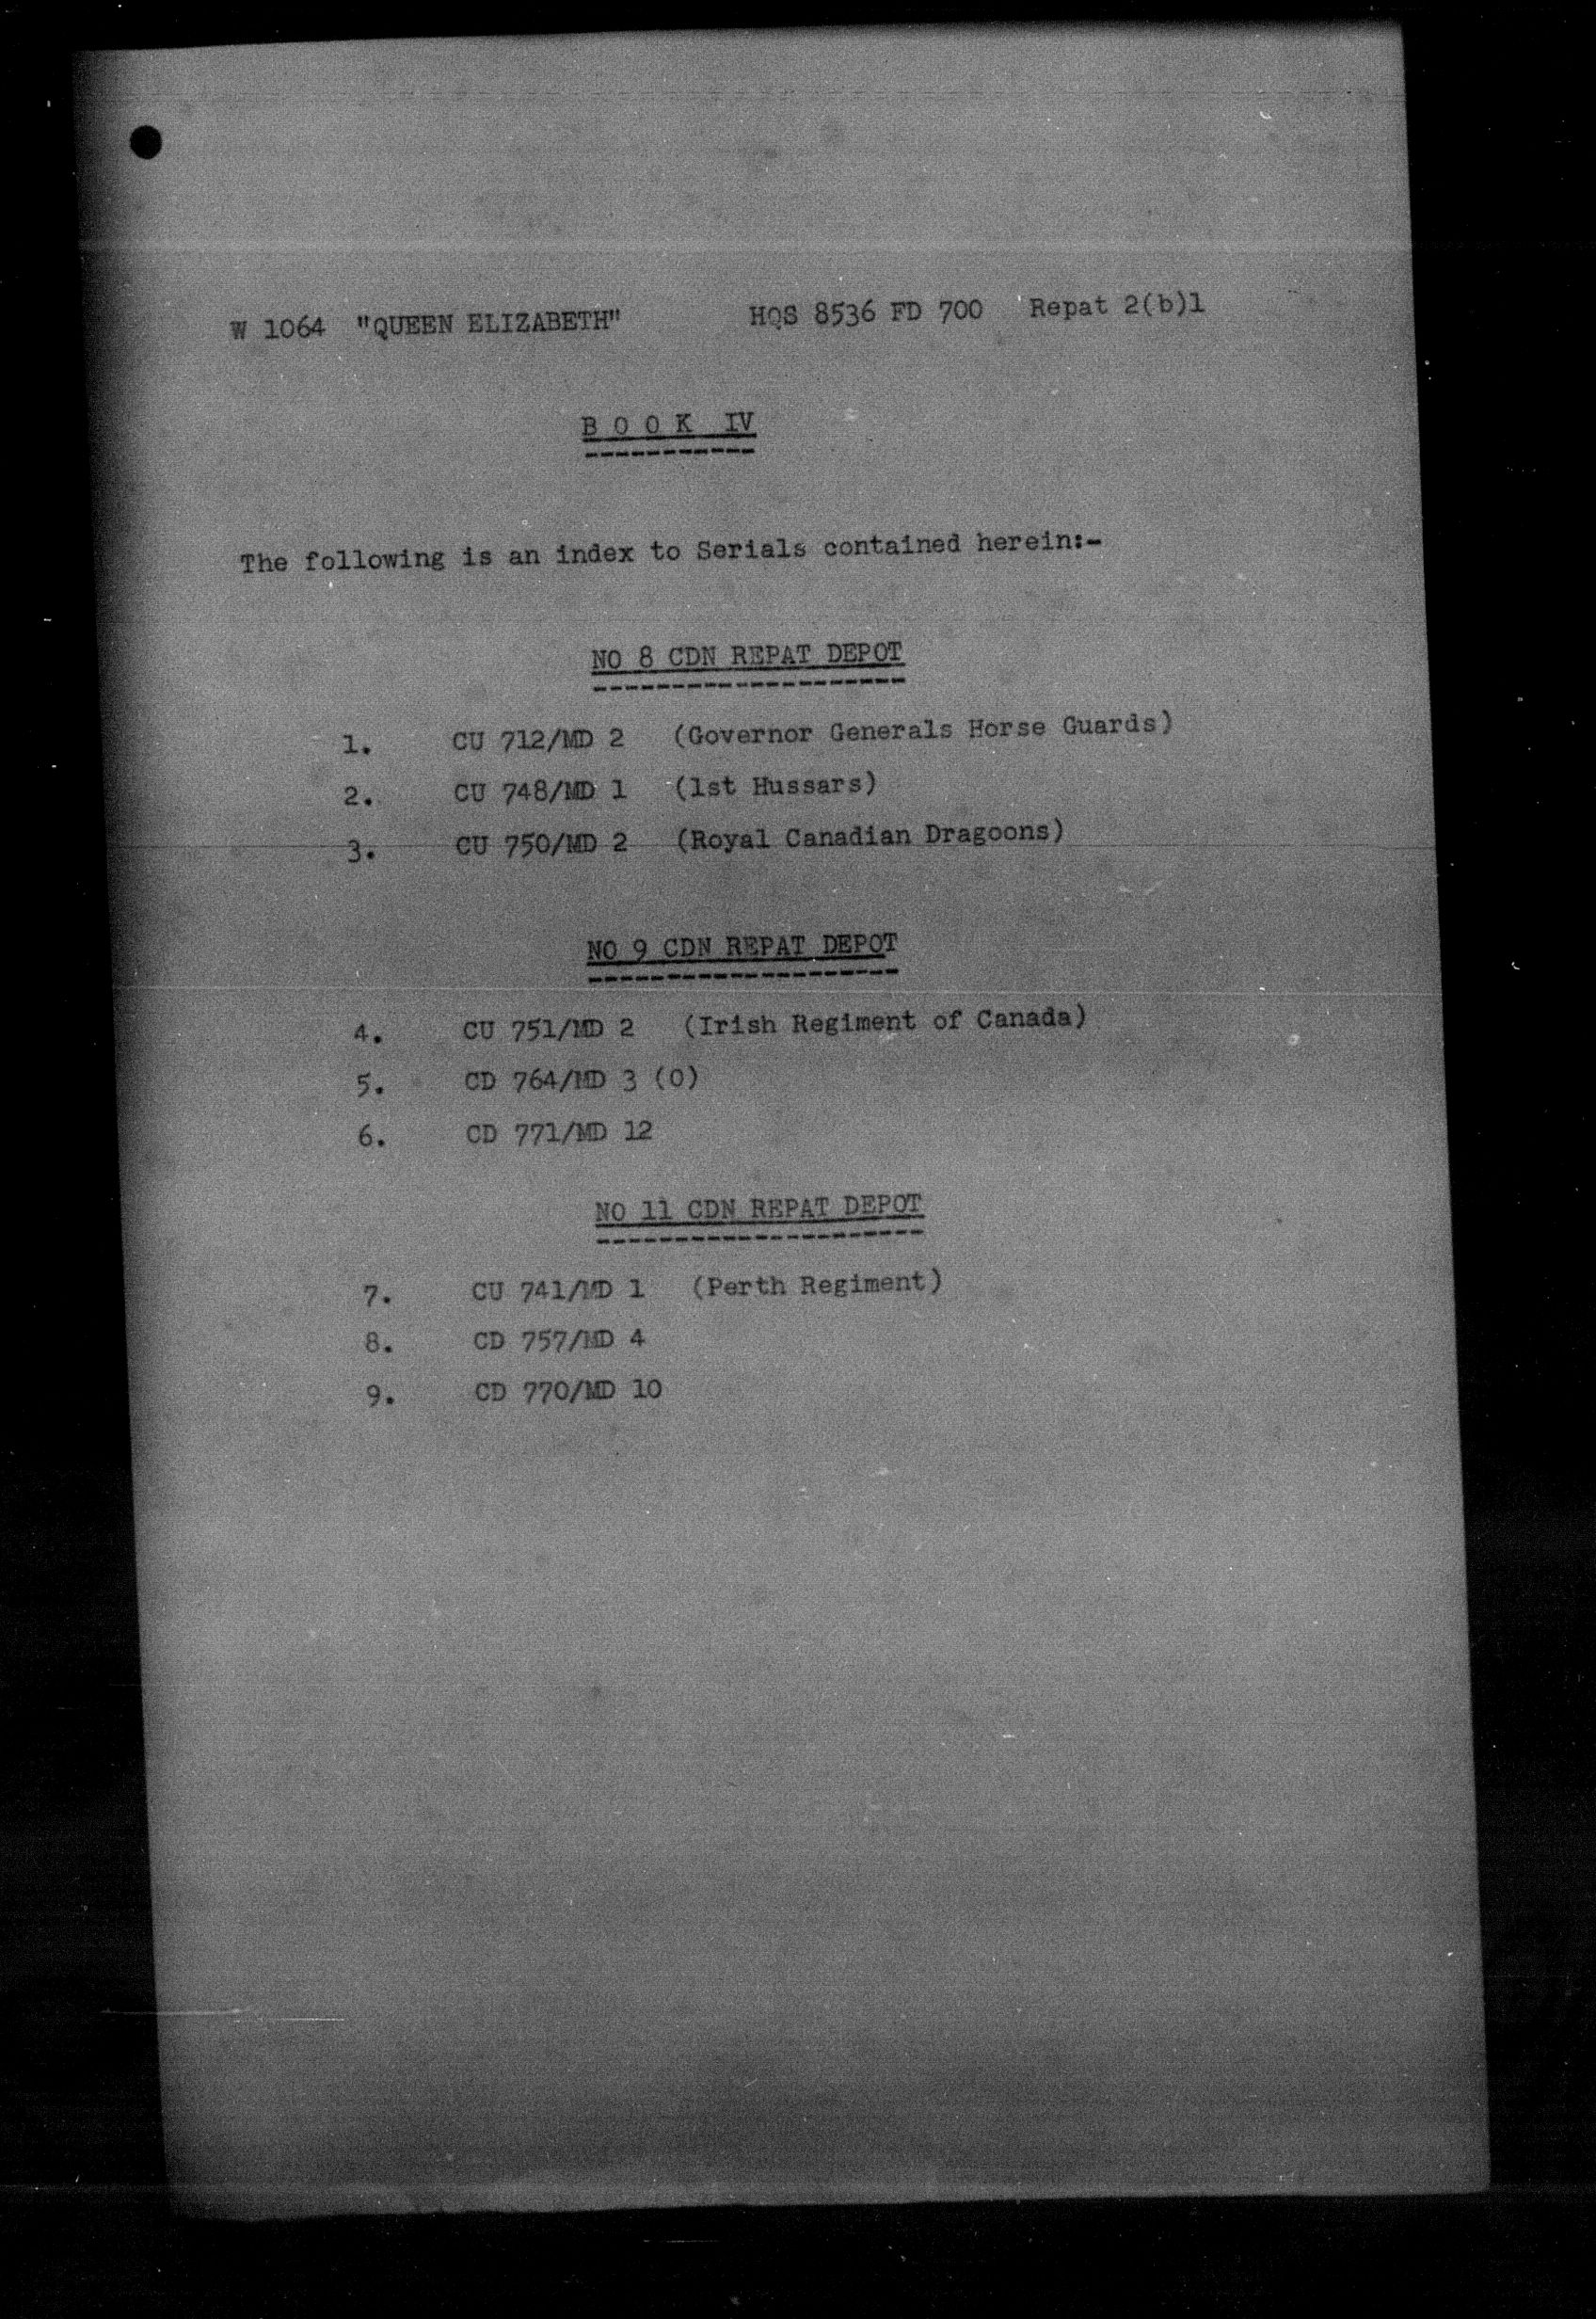 W 1064 "QUEEN ELIZABETH" HQS 8536 FD 700 Repat 2(b)1
B O O K IV
The following is an index to Serials contained herein:-
NO 8 CDN REPAT DEPOT
1. CU 712/MD 2 (Governor Generals Horse Guards)
2. CU 748/MD 1 (1st Hussars)
3. CU 750/MD 2 (Royal Canadian Dragoons)
NO 9 CDN REPAT DEPOT
4. CU 751/MD 2 (Irish Regiment of Canada)
5. CD 764/MD 3 (O)
6. CD 771/MD 12
NO 11 CDN REPAT DEPOT
7. CU 741/MD 1 (Perth Regiment)
8. CD 757/MD 4
9. CD 770/MD 10